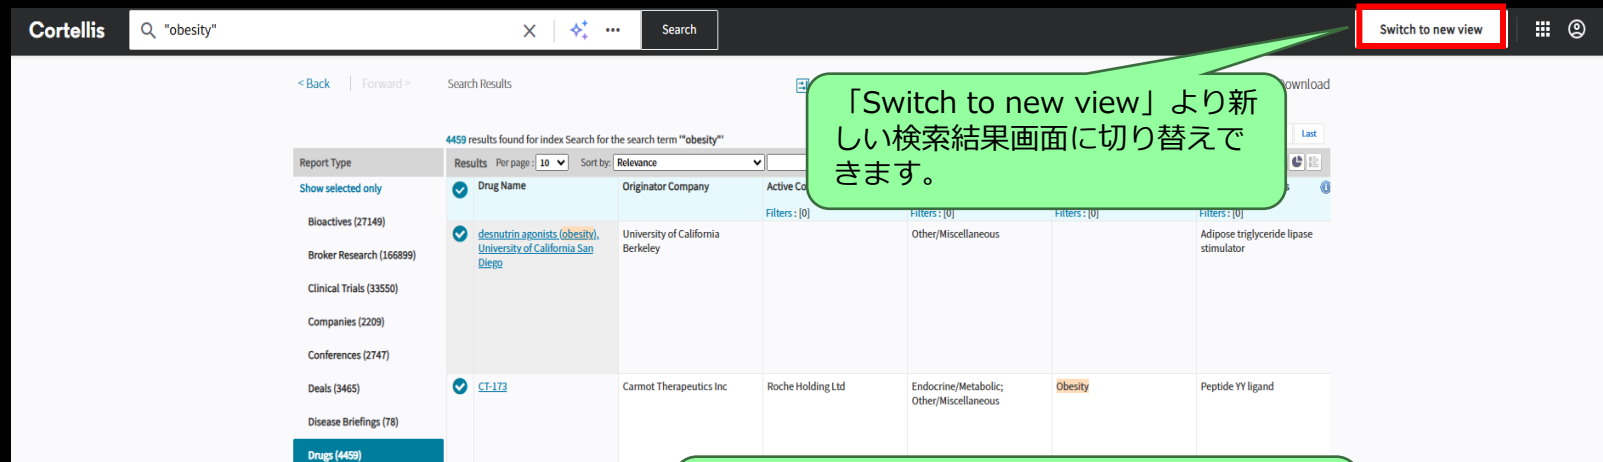 Cortellis
"obesity"
Search
Switch to new view
< Back
Forward >
Search Results
Download
「Switch to new view」より新
しい検索結果画面に切り替えで
きます。
4459 results found for index Search for the search term '"obesity"'
Last
Report Type
Results Per page: 10 Sort by: Relevance
Show selected only
Drug Name Originator Company Active Co
Filters : [0] Filters : [0] Filters : [0] Filters : [0]
Bioactives (27149)
desnutrin agonists (obesity),
University of California San
Diego
University of California
Berkeley
Other/Miscellaneous
Adipose triglyceride lipase
stimulator
Broker Research (166899)
Clinical Trials (33550)
Companies (2209)
Conferences (2747)
Deals (3465)
CT-173
Carmot Therapeutics Inc
Roche Holding Ltd
Endocrine/Metabolic;
Other/Miscellaneous
Obesity
Peptide YY ligand
Disease Briefings (78)
Drugs (4459)